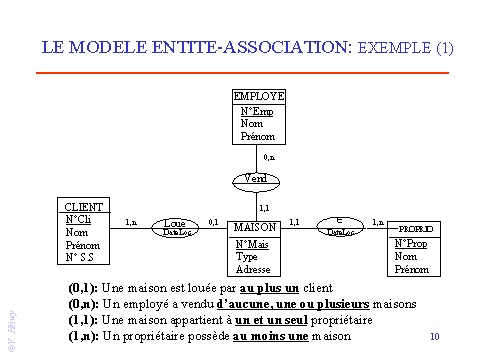 LE MODELE ENTITE-ASSOCIATION: EXEMPLE (1)
EMPLOYE
N°Emp
Nom
Prénom
0,n
Vend
1,1
CLIENT
N°Cli
Nom
Prénom
N° S.S
1,n
Loue
DateLoc
0,1
MAISON
N°Mais
Type
Adresse
1,1
∈
DateLoc
1,n
PROPRIO
N°Prop
Nom
Prénom
(0,1): Une maison est louée par au plus un client
(0,n): Un employé a vendu d’aucune, une ou plusieurs maisons
(1,1): Une maison appartient à un et un seul propriétaire
(1,n): Un propriétaire possède au moins une maison
10